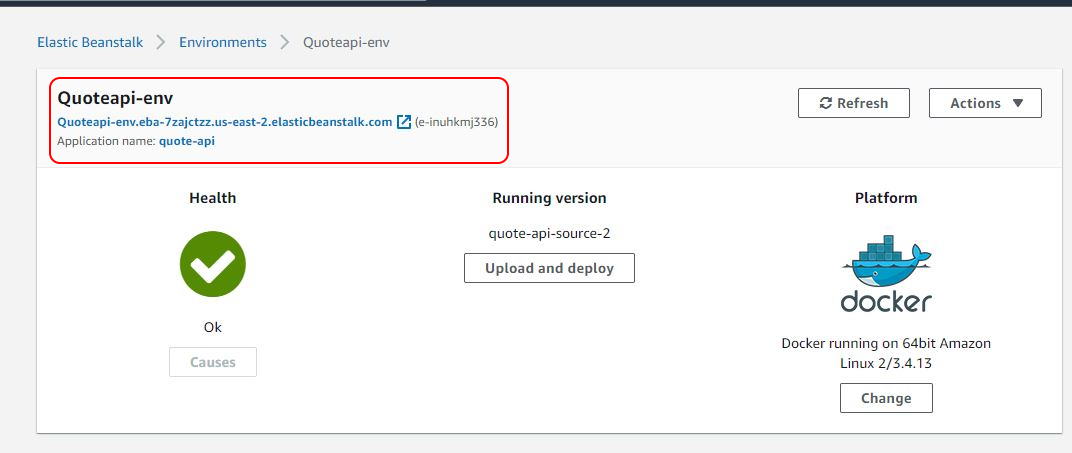 Elastic Beanstalk > Environments > Quoteapi-env
Quoteapi-env
Quoteapi-env.eba-7zajctzz.us-east-2.elasticbeanstalk.com (e-inuhkmj336)
Application name: quote-api
Refresh
Actions
Health
Running version
Platform
quote-api-source-2
Upload and deploy
docker
Ok
Docker running on 64bit Amazon
Linux 2/3.4.13
Causes
Change